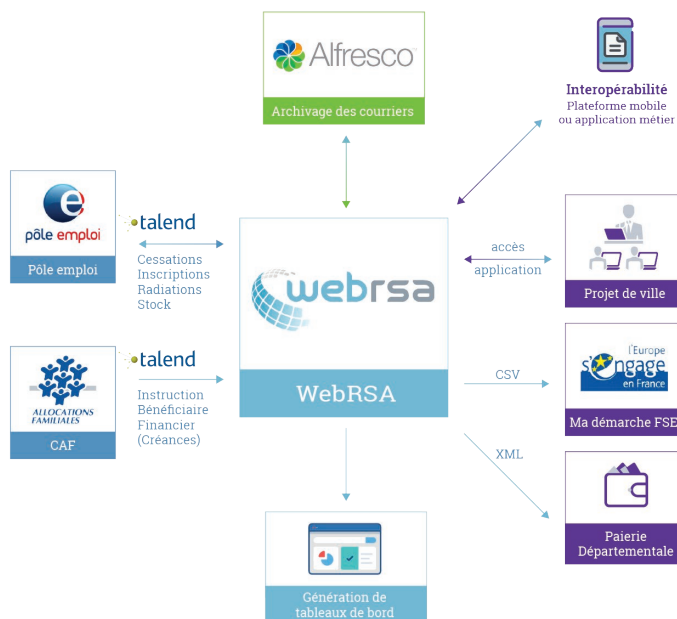 Alfresco
Archivage des courriers
Interopérabilité
Plateforme mobile
ou application métier
pôle emploi
Pôle emploi
talend
Cessations
Inscriptions
Radiations
Stock
webrsa
WebRSA
accès
application
Projet de ville
ALLOCATIONS
FAMILIALES
CAF
talend
Instruction
Bénéficiaire
Financier
(Créances)
CSV
l'Europe
s'engage
en France
Ma démarche FSE
XML
Paierie
Départementale
Génération de
tableaux de bord